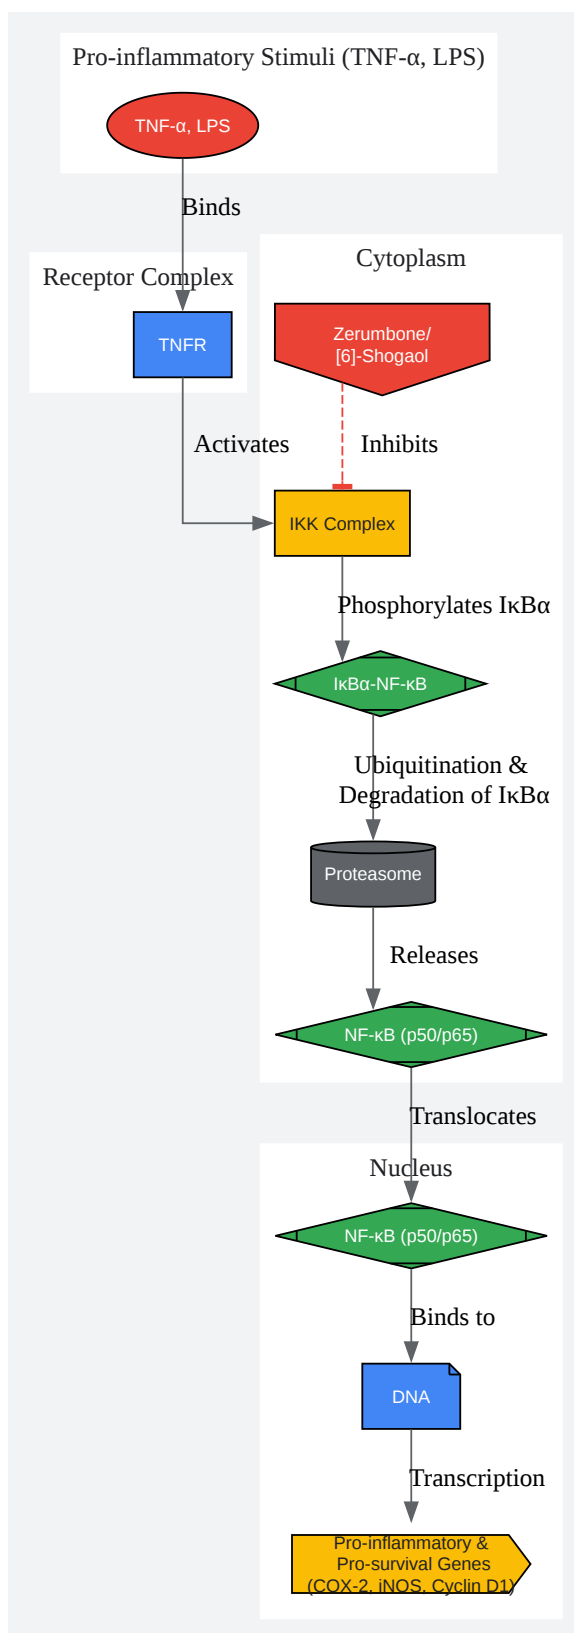 Pro-inflammatory Stimuli (TNF-α, LPS)
TNF-α, LPS
Binds
Receptor Complex
TNFR
Activates
Cytoplasm
Zerumbone/
[6]-Shogaol
Inhibits
IKK Complex
Phosphorylates IκBα
IκBα-NF-κB
Ubiquitination &
Degradation of IκBα
Proteasome
Releases
NF-κB (p50/p65)
Translocates
Nucleus
NF-κB (p50/p65)
Binds to
DNA
Transcription
Pro-inflammatory &
Pro-survival Genes
(COX-2, iNOS, Cyclin D1)